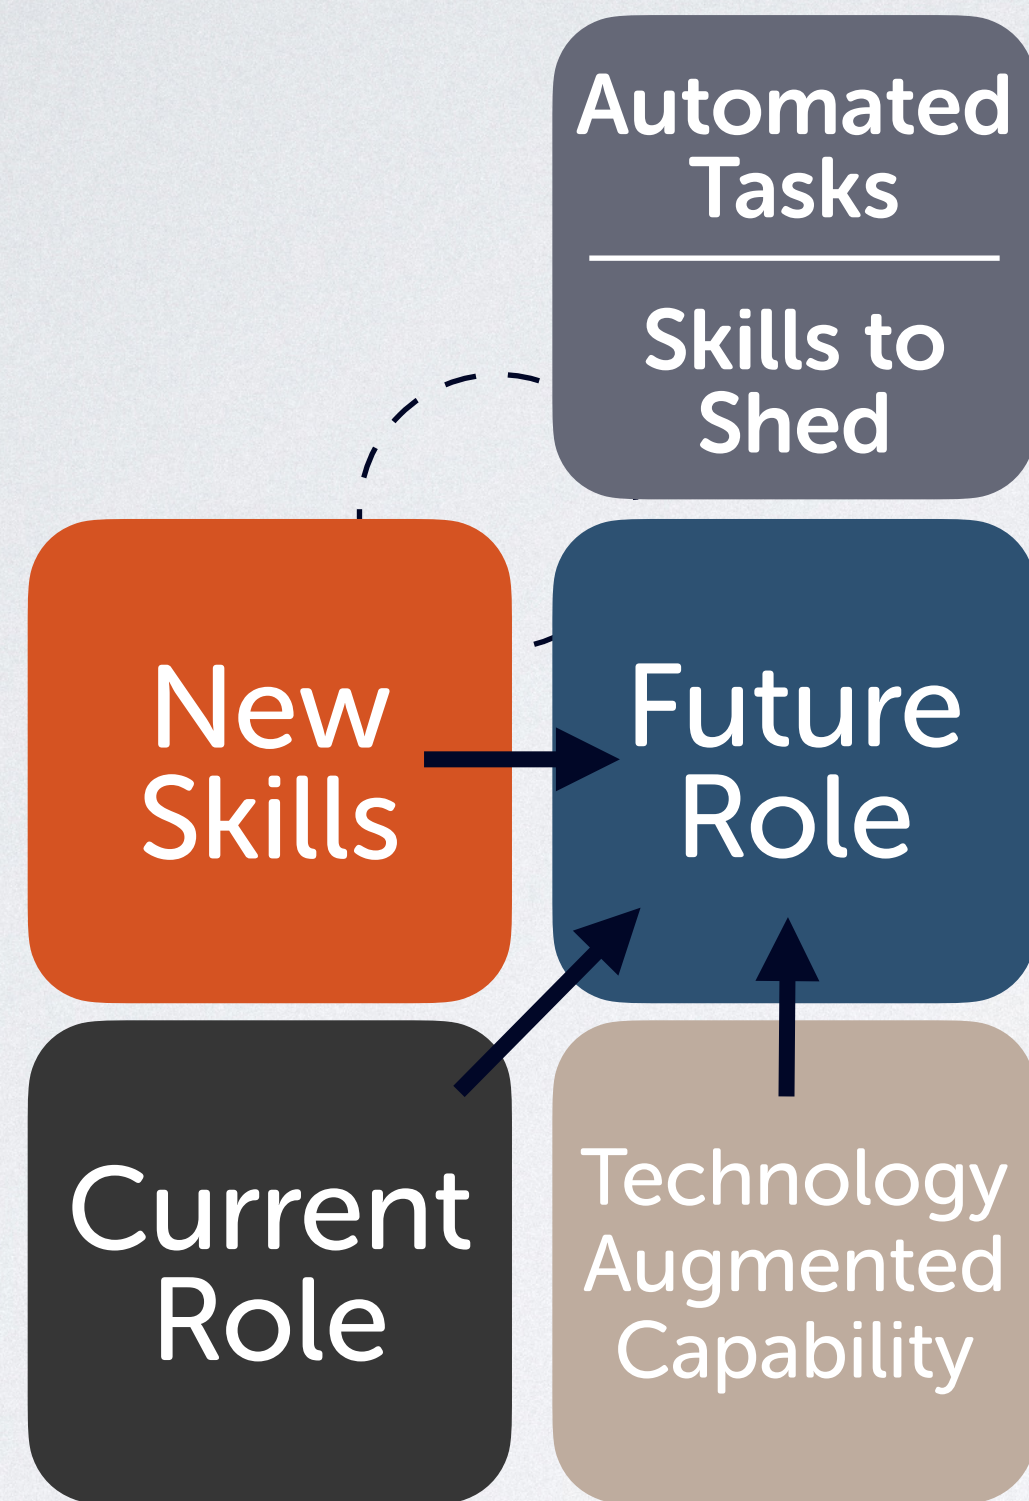 Automated
Tasks
Skills to
Shed
New
Skills
Future
Role
Current
Role
Technology
Augmented
Capability